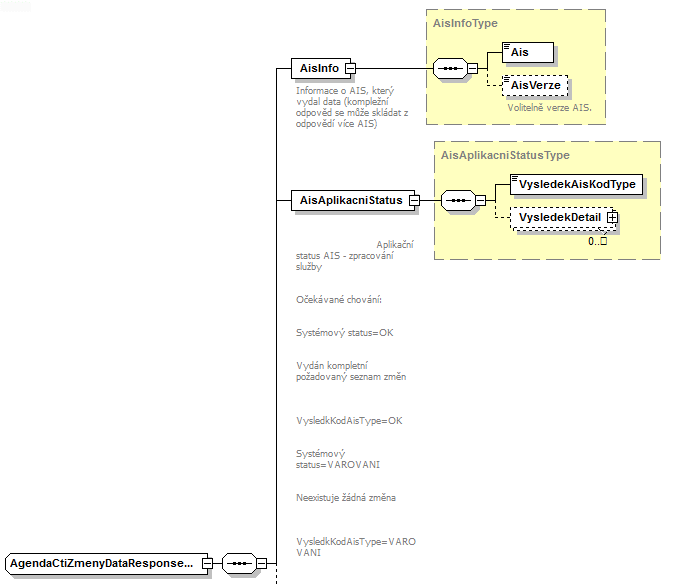 AisInfoType
Ais
AisInfo
AisVerze
Informace o AIS, který
vydal data (kompležní
odpověd se může skládat z
odpovědí více AIS)
Volitelně verze AIS.
AisAplikacniStatusType
VysledekAisKodType
AisAplikacniStatus
VysledekDetail
0..
Aplikační
status AIS - zpracování
služby
Očekávané chování:
Systémový status=OK
Vydán kompletní
požadovaný seznam změn
VysledkKodAisType=OK
Systémový
status=VAROVANI
Neexistuje žádná změna
VysledkKodAisType=VARO
VANI
AgendaCtiZmenyDataResponse...